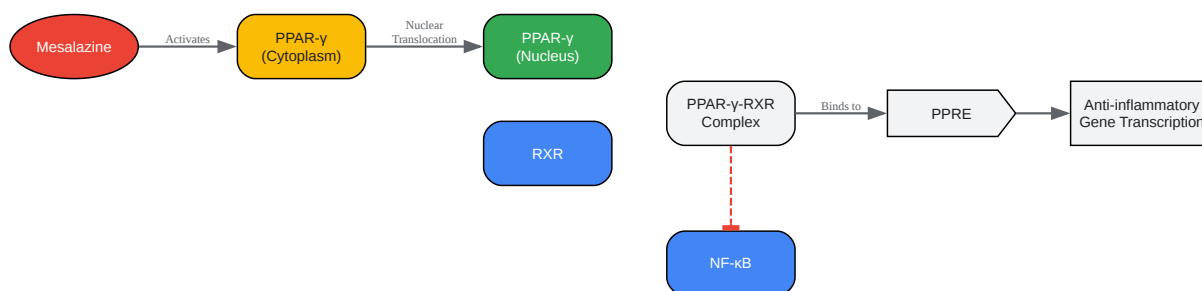 Mesalazine
Activates
PPAR-γ
(Cytoplasm)
Nuclear
Translocation
PPAR-γ
(Nucleus)
RXR
PPAR-γ-RXR
Complex
Binds to
PPRE
Anti-inflammatory
Gene Transcription
NF-κB